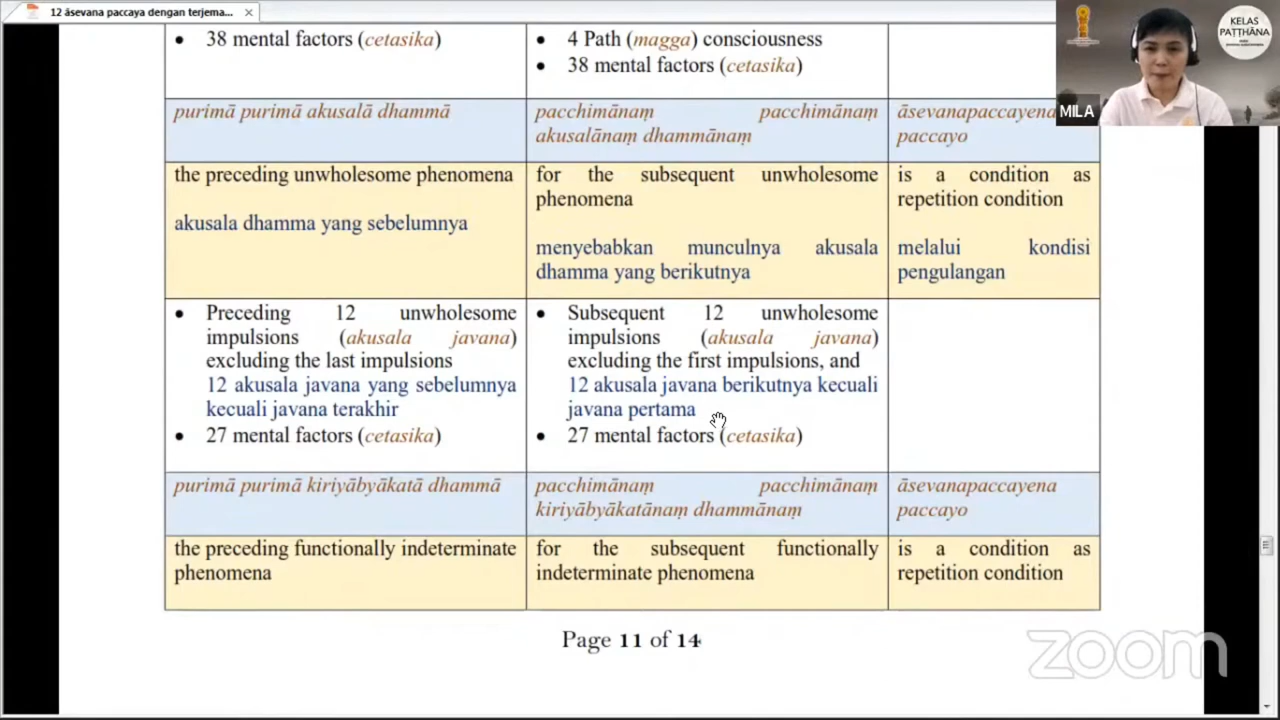 12 āsevana paccaya dengan terjema...
• 38 mental factors (cetasika)
• 4 Path (magga) consciousness
• 38 mental factors (cetasika)
purimā purimā akusalā dhammā
pacchimānaṃ pacchimānaṃ
akusalānaṃ dhammānaṃ
āsevanapaccayena
paccayo
the preceding unwholesome phenomena
akusala dhamma yang sebelumnya
for the subsequent unwholesome
phenomena
menyebabkan munculnya akusala
dhamma yang berikutnya
is a condition as
repetition condition
melalui kondisi
pengulangan
• Preceding 12 unwholesome
impulsions (akusala javana)
excluding the last impulsions
12 akusala javana yang sebelumnya
kecuali javana terakhir
• 27 mental factors (cetasika)
• Subsequent 12 unwholesome
impulsions (akusala javana)
excluding the first impulsions, and
12 akusala javana berikutnya kecuali
javana pertama
• 27 mental factors (cetasika)
purimā purimā kiriyābyākatā dhammā
pacchimānaṃ pacchimānaṃ
kiriyābyākatānaṃ dhammānaṃ
āsevanapaccayena
paccayo
the preceding functionally indeterminate
phenomena
for the subsequent functionally
indeterminate phenomena
is a condition as
repetition condition
Page 11 of 14
MILA
KELAS
PAṬṬHĀNA
zoom